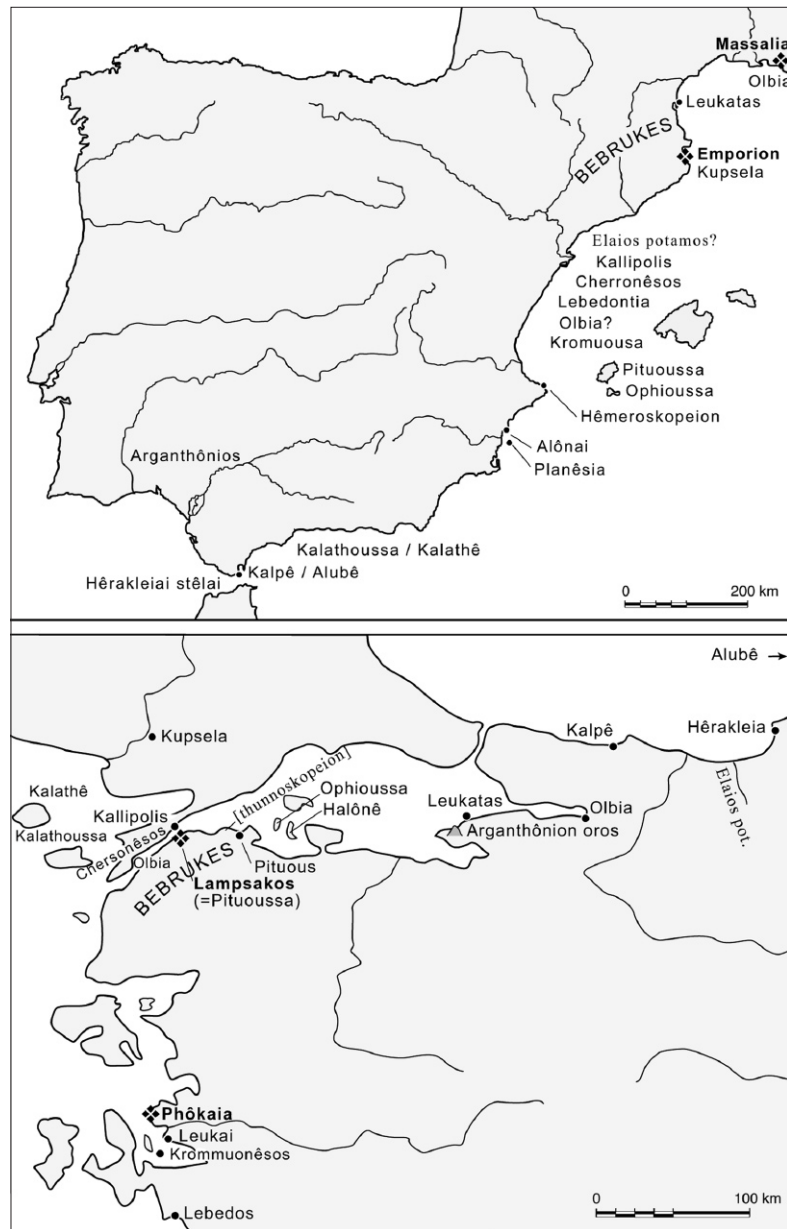 Massalia
Olbia
Leukatas
BEBRUKES
Emporion
Kupsela
Elaios potamos?
Kallipolis
Cherronêsos
Lebedontia
Olbia?
Kromuousa
Pituoussa
Ophioussa
Hêmeroskopeion
Alônai
Planêsia
Arganthônios
Kalathoussa / Kalathê
Kalpê / Alubê
Hêrakleiai stêlai
0 200 km
Alubê
Kupsela
Kalpê
Hêrakleia
Kalathê
Kallipolis
[thunnoskopeion]
Ophioussa
Halônê
Leukatas
Olbia
Elaios pot.
Kalathoussa
Chersonêsos
Arganthônion oros
Olbia
BEBRUKES
Pituous
Lampsakos
(=Pituoussa)
Phôkaia
Leukai
Krommuonêsos
Lebedos
0 100 km